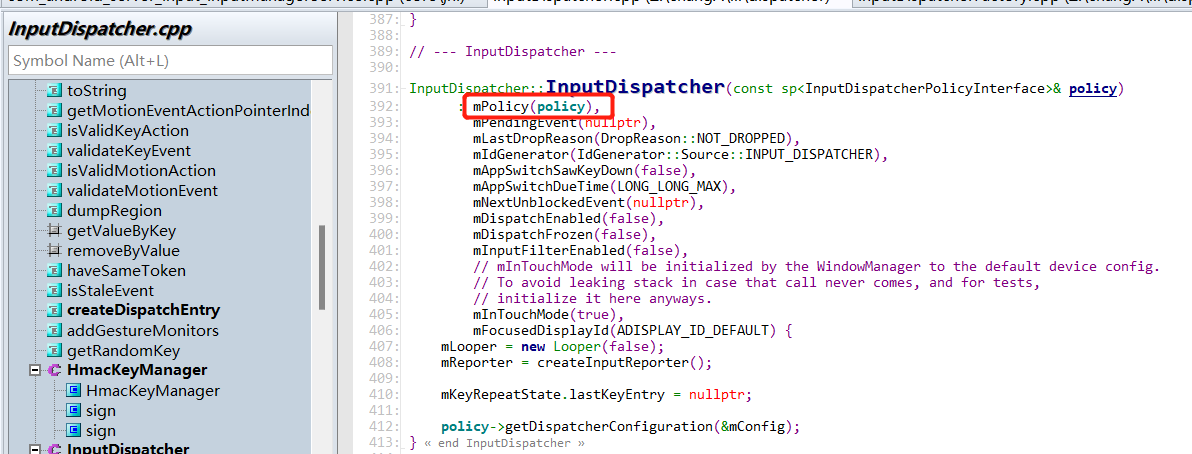 InputDispatcher.cpp
Symbol Name (Alt+L)
toString
getMotionEventActionPointerInd
isValidKeyAction
validateKeyEvent
isValidMotionAction
validateMotionEvent
dumpRegion
getValueByKey
removeByValue
haveSameToken
isStaleEvent
createDispatchEntry
addGestureMonitors
getRandomKey
HmacKeyManager
HmacKeyManager
sign
sign
InputDispatcher
387: }
388:
389: // --- InputDispatcher ---
390:
391: InputDispatcher::InputDispatcher(const sp<InputDispatcherPolicyInterface>& policy)
392: : mPolicy(policy),
393: mPendingEvent(nullptr),
394: mLastDropReason(DropReason::NOT_DROPPED),
395: mIdGenerator(IdGenerator::Source::INPUT_DISPATCHER),
396: mAppSwitchSawKeyDown(false),
397: mAppSwitchDueTime(LONG_LONG_MAX),
398: mNextUnblockedEvent(nullptr),
399: mDispatchEnabled(false),
400: mDispatchFrozen(false),
401: mInputFilterEnabled(false),
402: // mInTouchMode will be initialized by the WindowManager to the default device config.
403: // To avoid leaking stack in case that call never comes, and for tests,
404: // initialize it here anyways.
405: mInTouchMode(true),
406: mFocusedDisplayId(ADISPLAY_ID_DEFAULT) {
407: mLooper = new Looper(false);
408: mReporter = createInputReporter();
409:
410: mKeyRepeatState.lastKeyEntry = nullptr;
411:
412: policy->getDispatcherConfiguration(&mConfig);
413: } « end InputDispatcher »